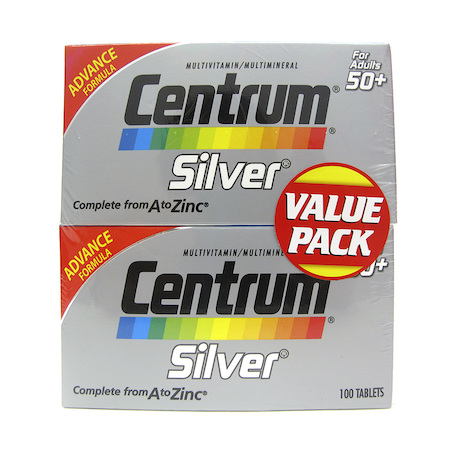 ADVANCE
FORMULA
MULTIVITAMIN/MULTIMINERAL
For
Adults
50+
Centrum®
Silver®
Complete from A to Zinc®
VALUE
PACK
ADVANCE
FORMULA
MULTIVITAMIN/MULTIMINE
+
Centrum®
Silver®
Complete from A to Zinc®
100 TABLETS